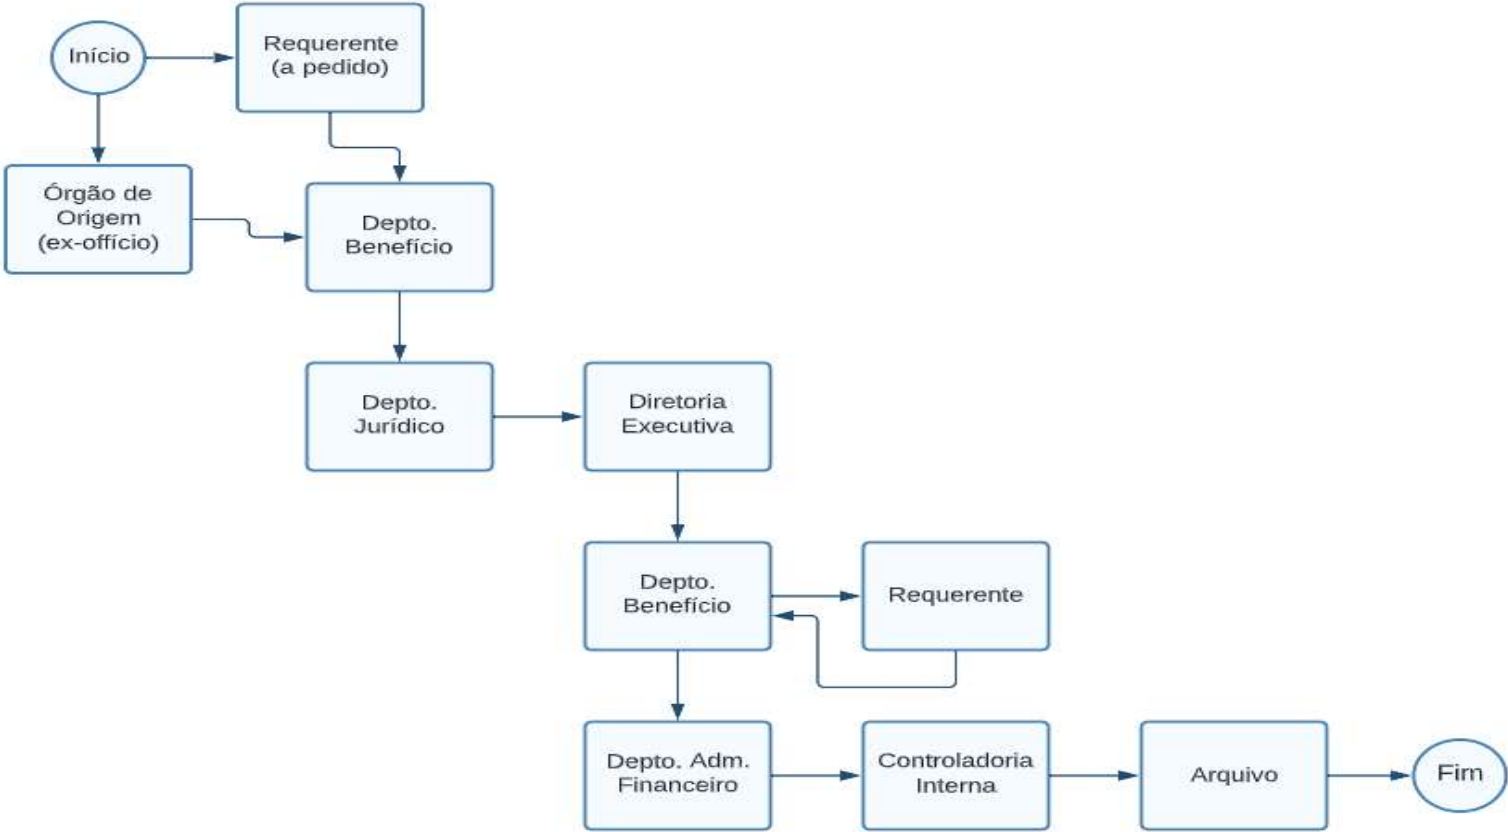 Início
Requerente
(a pedido)
Órgão de
Origem
(ex-offício)
Depto.
Benefício
Depto.
Jurídico
Diretoria
Executiva
Depto.
Benefício
Requerente
Depto. Adm.
Financeiro
Controladoria
Interna
Arquivo
Fim